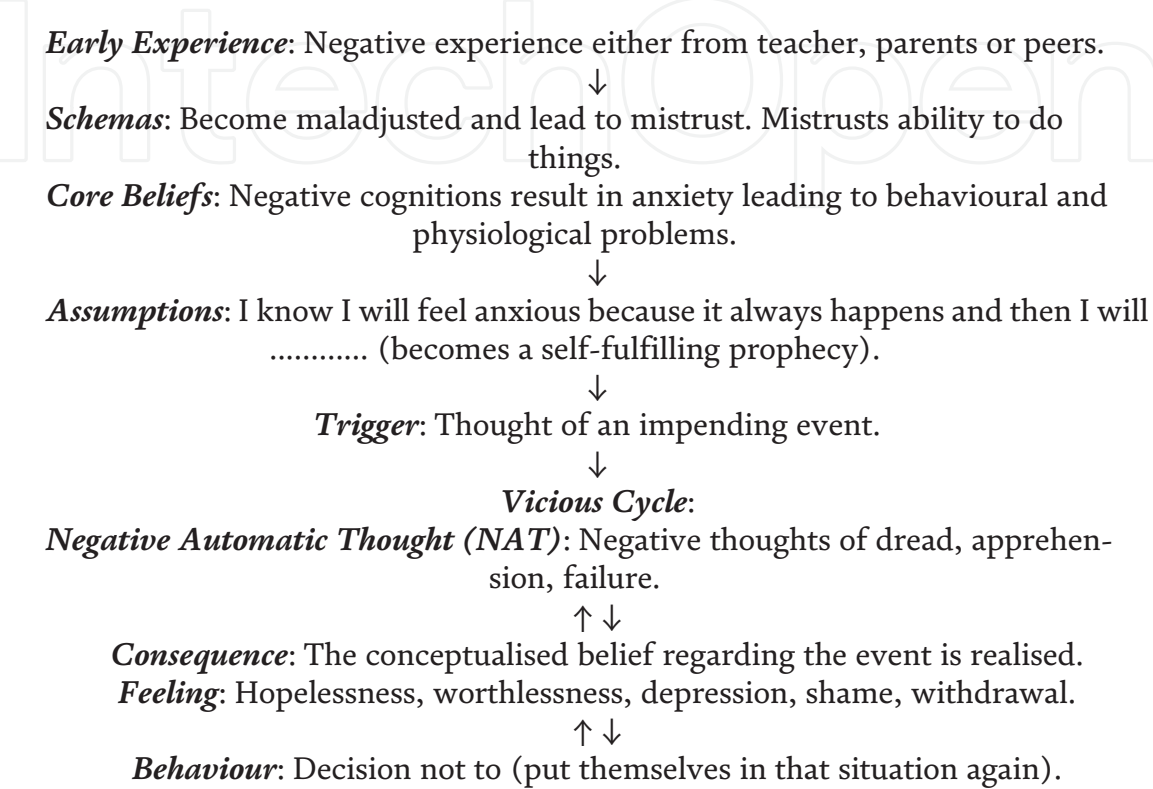 IntechOpen
Early Experience: Negative experience either from teacher, parents or peers.
↓
Schemas: Become maladjusted and lead to mistrust. Mistrusts ability to do
things.
Core Beliefs: Negative cognitions result in anxiety leading to behavioural and
physiological problems.
↓
Assumptions: I know I will feel anxious because it always happens and then I will
............ (becomes a self-fulfilling prophecy).
↓
Trigger: Thought of an impending event.
↓
Vicious Cycle:
Negative Automatic Thought (NAT): Negative thoughts of dread, apprehen-
sion, failure.
↑ ↓
Consequence: The conceptualised belief regarding the event is realised.
Feeling: Hopelessness, worthlessness, depression, shame, withdrawal.
↑ ↓
Behaviour: Decision not to (put themselves in that situation again).